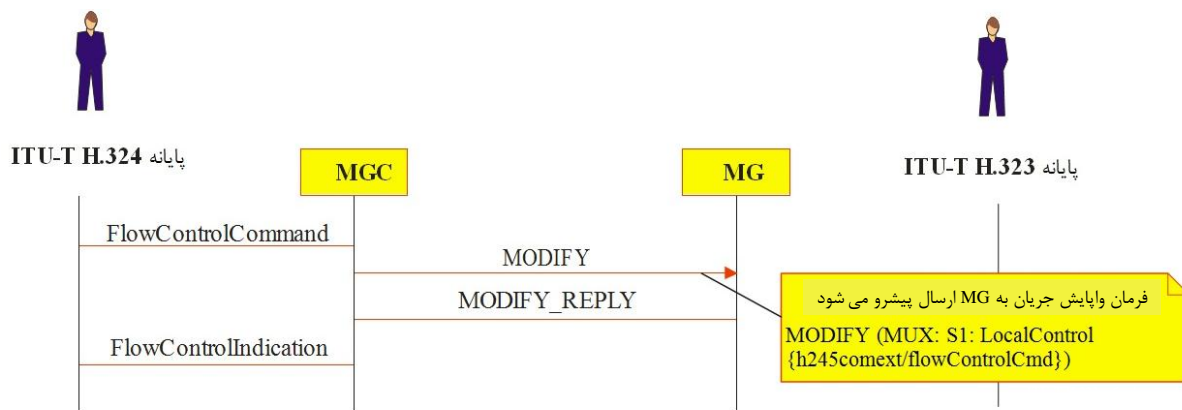 پایانه ITU-T H.324
MGC
MG
پایانه ITU-T H.323
FlowControlCommand
MODIFY
MODIFY_REPLY
FlowControlIndication
فرمان واپایش جریان به MG ارسال پیشرو می شود
MODIFY (MUX: S1: LocalControl
{h245comext/flowControlCmd})